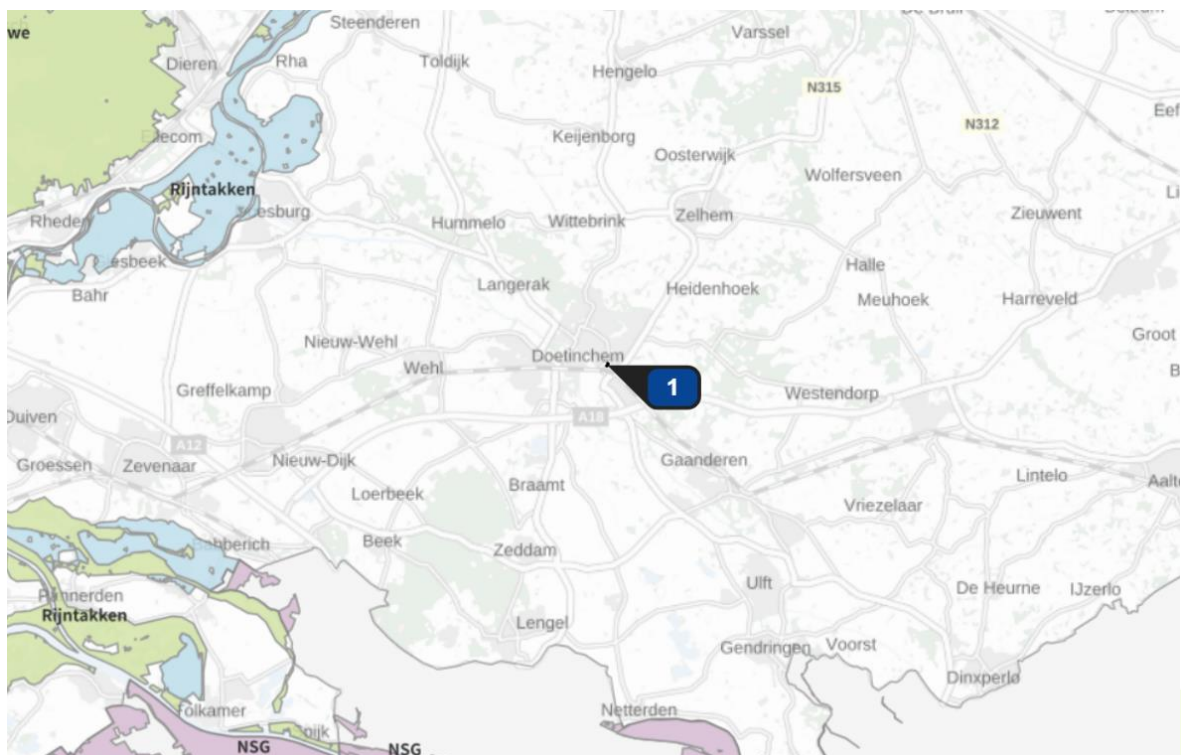 Steenderen
Varssel
we
Dieren
Rha
Toldijk
Hengelo
N315
Keijenborg
N312
Oosterwijk
Wolfersveen
Rijntakken
Rheden
Hummelo
Wittebrink
Zelhem
Zieuwent
Halle
Langerak
Heidenhoek
Meuhoek
Harreveld
Bahr
Groot
Nieuw-Wehl
Doetinchem
Wehl
1
Greffelkamp
Westendorp
Duiven
A18
A12
Groessen
Zevenaar
Nieuw-Dijk
Gaanderen
Lintelo
Loerbeek
Braamt
Vriezelaar
Beek
Zeddam
Ulft
De Heurne
IJzerlo
Rijntakken
Lengel
Gendringen
Voorst
Dinxperlo
Netterden
NSG
NSG